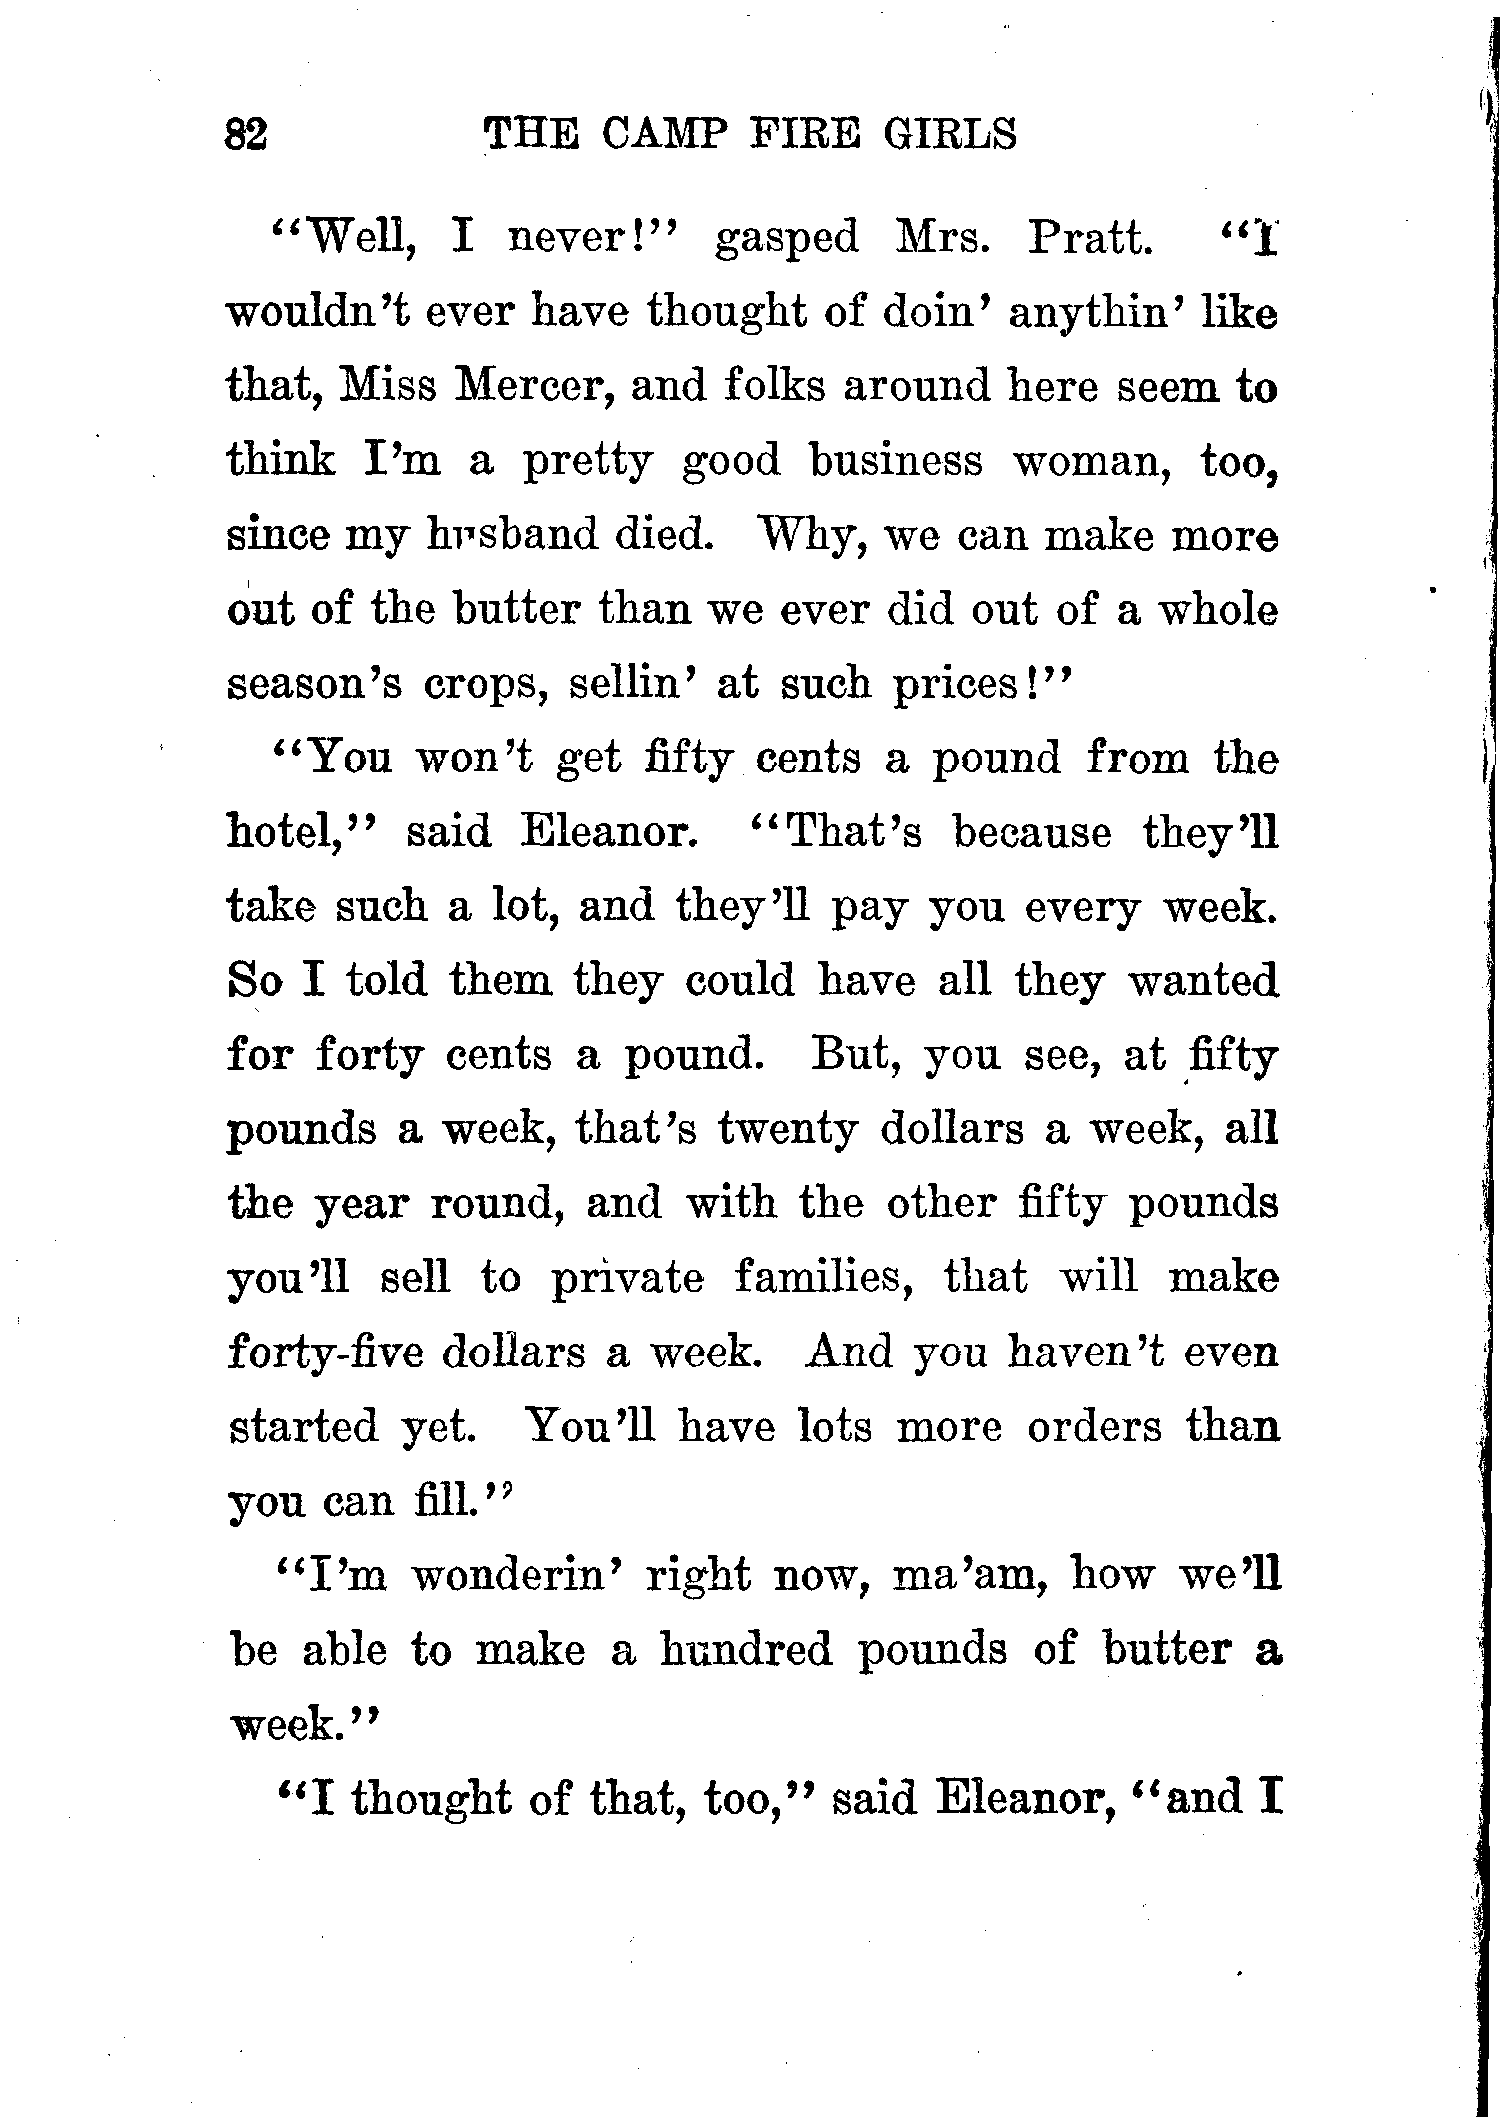 82 THE CAMP FIRE GIRLS
“Well, I never!” gasped Mrs. Pratt. “I
wouldn’t ever have thought of doin’ anythin’ like
that, Miss Mercer, and folks around here seem to
think I’m a pretty good business woman, too,
since my husband died. Why, we can make more
out of the butter than we ever did out of a whole
season’s crops, sellin’ at such prices!”
“You won’t get fifty cents a pound from the
hotel,” said Eleanor. “That’s because they’ll
take such a lot, and they’ll pay you every week.
So I told them they could have all they wanted
for forty cents a pound. But, you see, at fifty
pounds a week, that’s twenty dollars a week, all
the year round, and with the other fifty pounds
you’ll sell to private families, that will make
forty-five dollars a week. And you haven’t even
started yet. You’ll have lots more orders than
you can fill.”
“I’m wonderin’ right now, ma’am, how we’ll
be able to make a hundred pounds of butter a
week.”
“I thought of that, too,” said Eleanor, “and I